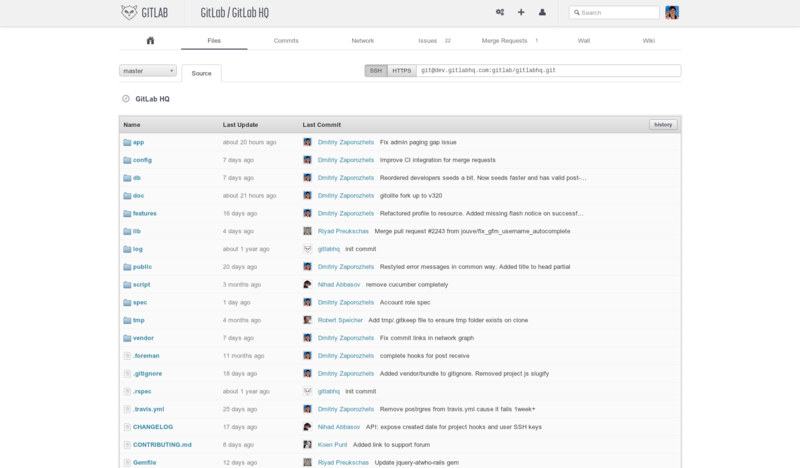 GITLAB GitLab / GitLab HQ Search
Files Commits Network Issues 22 Merge Requests 1 Wall Wiki
master Source SSH HTTPS git@dev.gitlabhq.com:gitlab/gitlabhq.git
GitLab HQ
Name Last Update Last Commit history
app about 20 hours ago Dmitriy Zaporozhets Fix admin paging gap issue
config 7 days ago Dmitriy Zaporozhets Improve CI integration for merge requests
db 7 days ago Dmitriy Zaporozhets Reordered developers seeds a bit. Now seeds faster and has valid post-...
doc about 21 hours ago Dmitriy Zaporozhets gitolite fork up to v320
features 16 days ago Dmitriy Zaporozhets Refactored profile to resource. Added missing flash notice on successf...
lib 4 days ago Riyad Preukschas Merge pull request #2243 from jouve/fix_gfm_username_autocomplete
log about 1 year ago gitlabhq init commit
public 20 days ago Dmitriy Zaporozhets Restyled error messages in common way. Added title to head partial
script 3 months ago Nihad Abbasov remove cucumber completely
spec 1 day ago Dmitriy Zaporozhets Account role spec
tmp 4 months ago Robert Speicher Add tmp/.gitkeep file to ensure tmp folder exists on clone
vendor 7 days ago Dmitriy Zaporozhets Fix commit links in network graph
.foreman 11 months ago Dmitriy Zaporozhets complete hooks for post receive
.gitignore 16 days ago Dmitriy Zaporozhets Added vendor/bundle to gitignore. Removed project js slugify
.rspec about 1 year ago gitlabhq init commit
.travis.yml 25 days ago Dmitriy Zaporozhets Remove postrgres from travis.yml cause it fails 1week+
CHANGELOG 17 days ago Nihad Abbasov API: expose created date for project hooks and user SSH keys
CONTRIBUTING.md 8 days ago Koen Punt Added link to support forum
Gemfile 12 days ago Riyad Preukschas Update jquery-atwho-rails gem